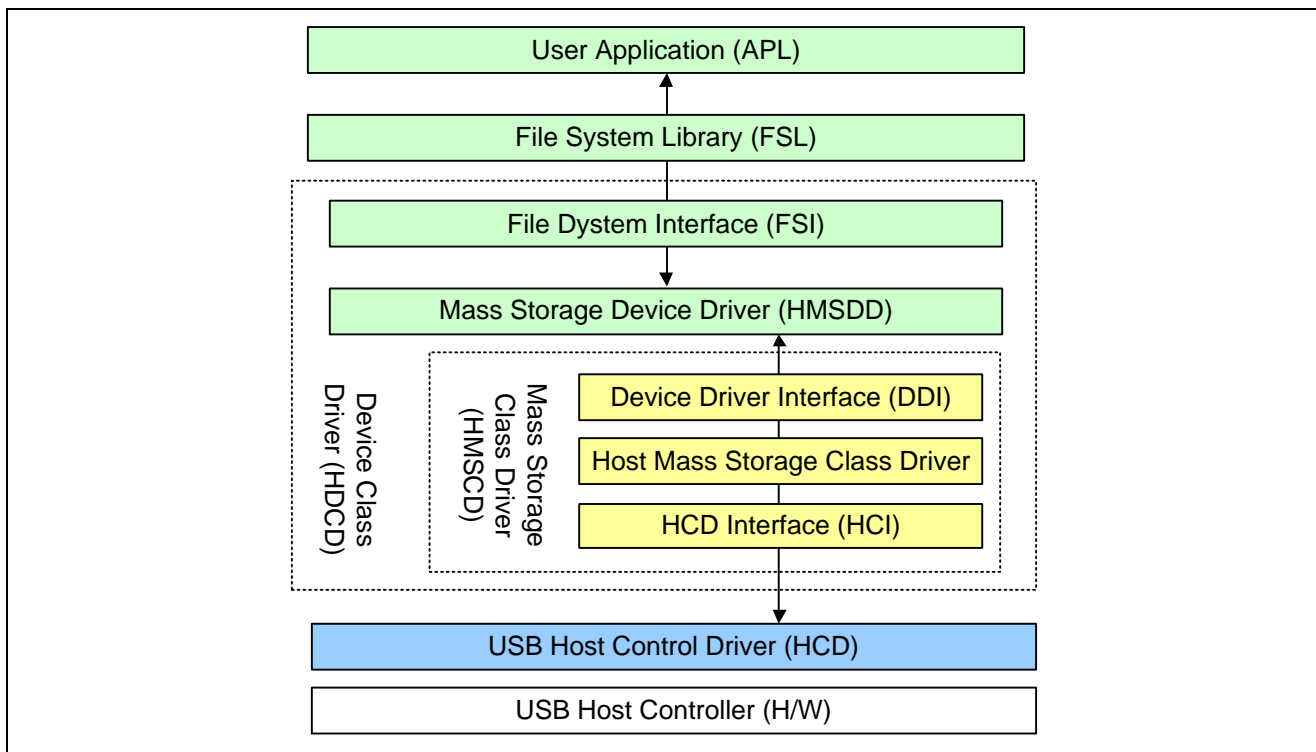 User Application (APL)
File System Library (FSL)
File Dystem Interface (FSI)
Mass Storage Device Driver (HMSDD)
Device Class
Driver (HDCD)
Mass Storage
Class Driver
(HMSCD)
Device Driver Interface (DDI)
Host Mass Storage Class Driver
HCD Interface (HCI)
USB Host Control Driver (HCD)
USB Host Controller (H/W)